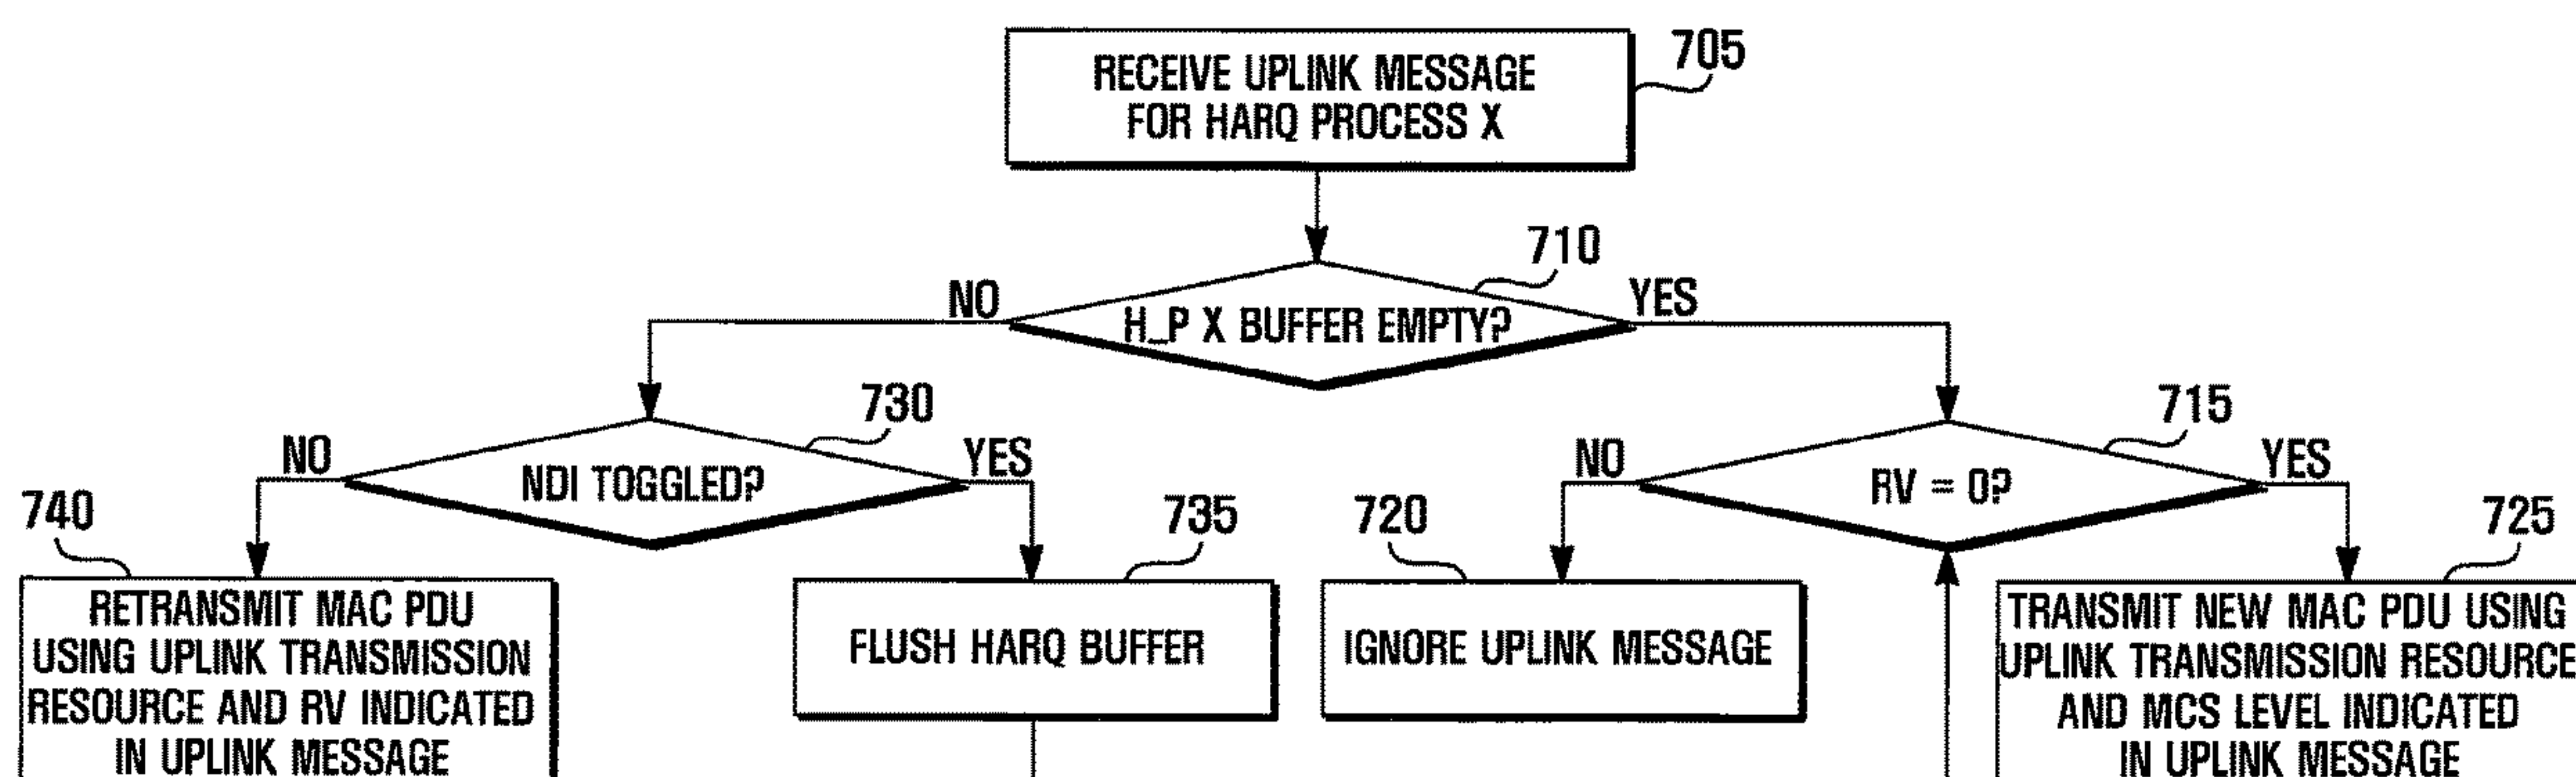 RECEIVE UPLINK MESSAGE
FOR HARQ PROCESS X
705
710
NO
H_P X BUFFER EMPTY?
YES
730
NO
NDI TOGGLED?
YES
715
NO
RV = 0?
YES
740
RETRANSMIT MAC PDU
USING UPLINK TRANSMISSION
RESOURCE AND RV INDICATED
IN UPLINK MESSAGE
735
FLUSH HARQ BUFFER
720
IGNORE UPLINK MESSAGE
725
TRANSMIT NEW MAC PDU USING
UPLINK TRANSMISSION RESOURCE
AND MCS LEVEL INDICATED
IN UPLINK MESSAGE